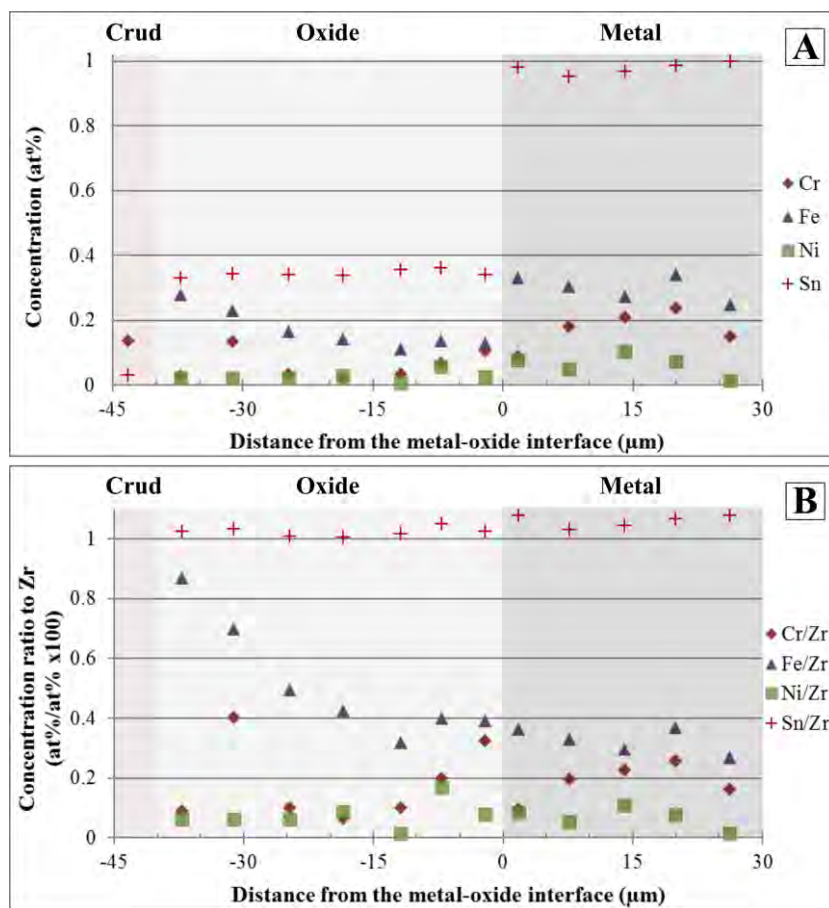 Crud Oxide Metal
A
Concentration (at%)
1
0.8
0.6
0.4
0.2
0
-45 -30 -15 0 15 30
Distance from the metal-oxide interface (µm)
Cr
Fe
Ni
Sn
Crud Oxide Metal
B
Concentration ratio to Zr
(at%/at% x100)
1
0.8
0.6
0.4
0.2
0
-45 -30 -15 0 15 30
Distance from the metal-oxide interface (µm)
Cr/Zr
Fe/Zr
Ni/Zr
Sn/Zr